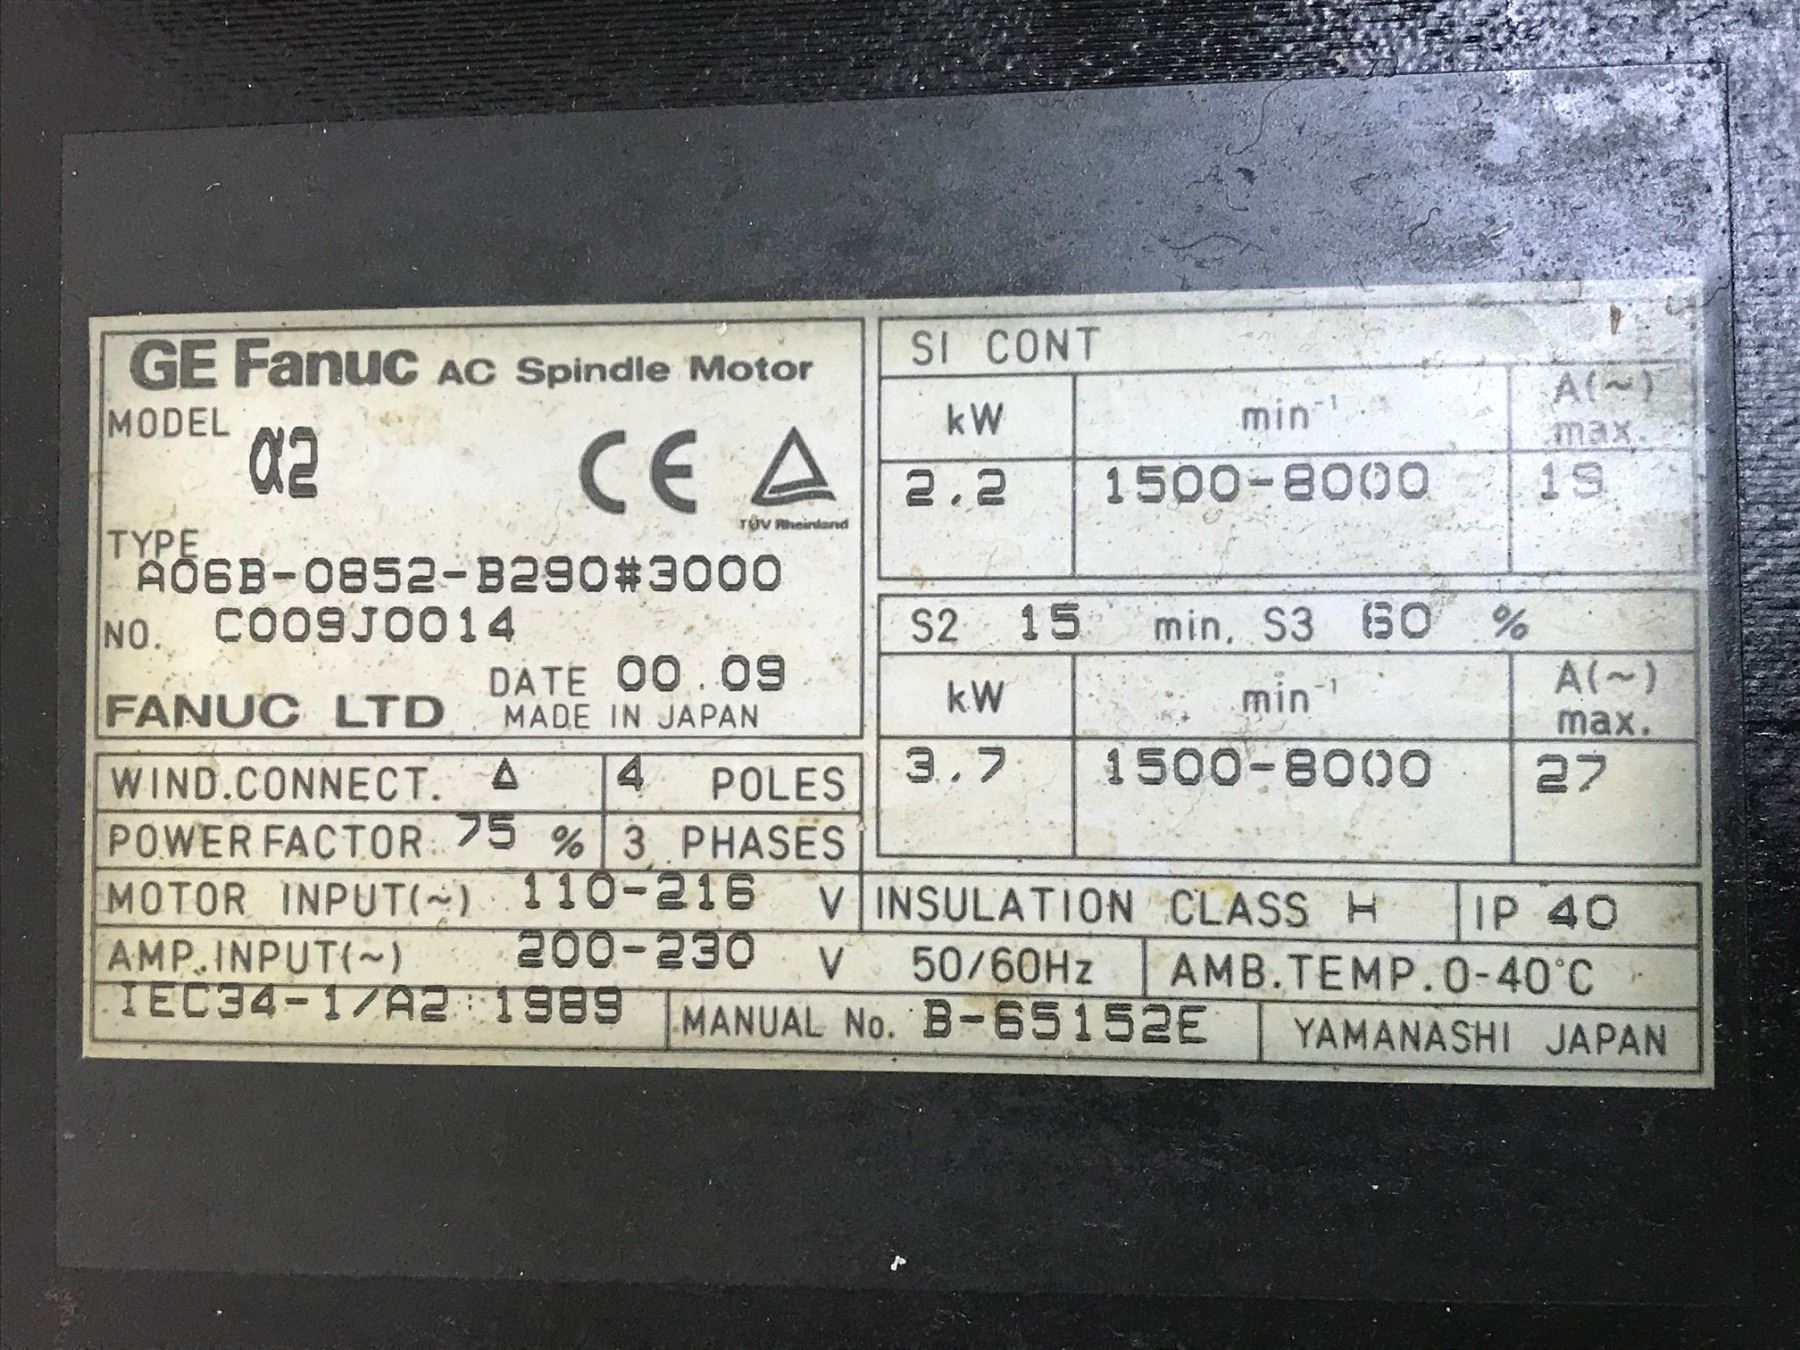 GE Fanuc AC Spindle Motor
MODEL α2
CE
TÜV Rheinland
TYPE
A06B-0852-B290#3000
NO. C009J0014
DATE 00.09
FANUC LTD MADE IN JAPAN
SI CONT
kW min⁻¹ A(~) max.
2.2 1500-8000 19
S2 15 min. S3 60 %
kW min⁻¹ A(~) max.
3.7 1500-8000 27
WIND.CONNECT. Δ 4 POLES
POWER FACTOR 75 % 3 PHASES
MOTOR INPUT(~) 110-216 V INSULATION CLASS H IP 40
AMP.INPUT(~) 200-230 V 50/60Hz AMB.TEMP.0-40°C
IEC34-1/A2:1989 MANUAL No. B-65152E YAMANASHI JAPAN